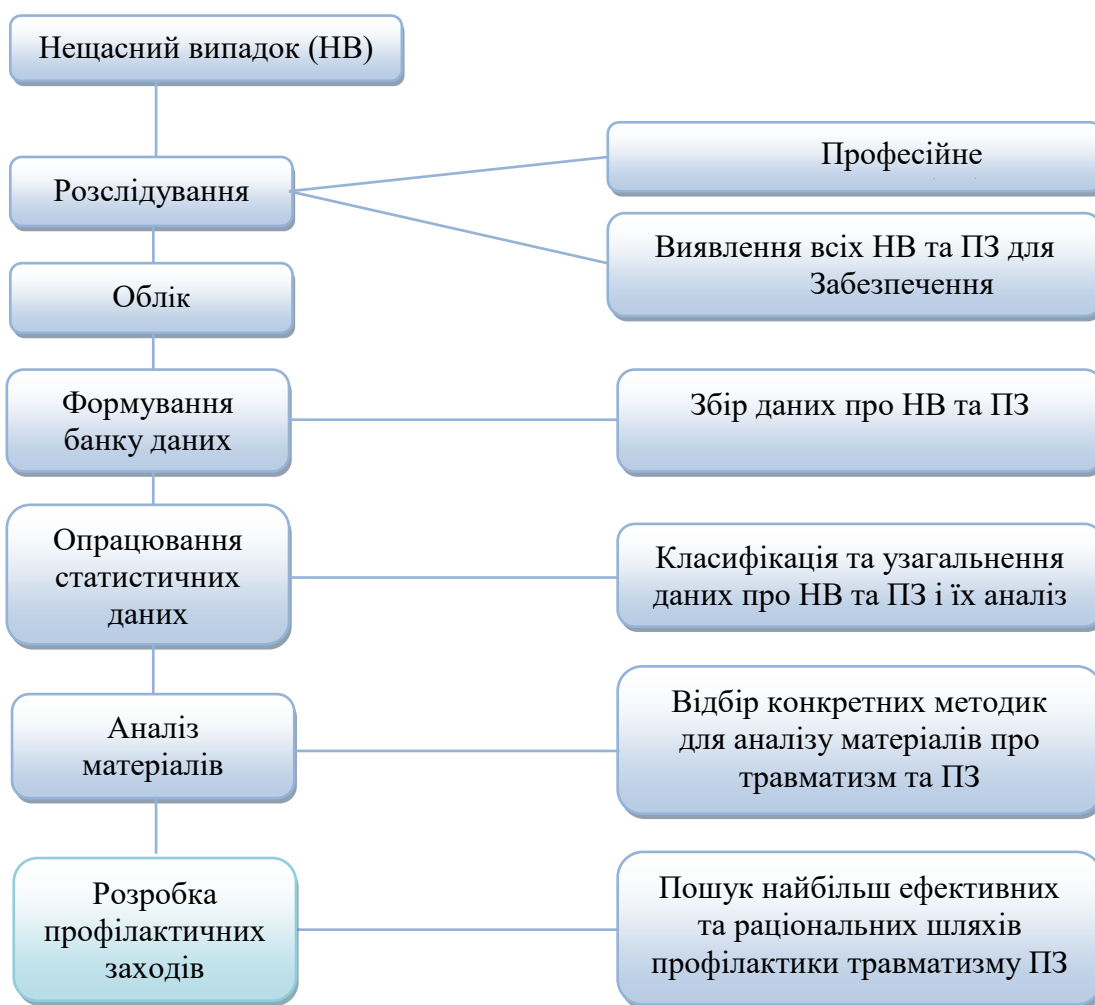 Нещасний випадок (НВ)
Професійне
Розслідування
Виявлення всіх НВ та ПЗ для
Забезпечення
Облік
Формування
банку даних
Збір даних про НВ та ПЗ
Опрацювання
статистичних
даних
Класифікація та узагальнення
даних про НВ та ПЗ і їх аналіз
Аналіз
матеріалів
Відбір конкретних методик
для аналізу матеріалів про
травматизм та ПЗ
Розробка
профілактичних
заходів
Пошук найбільш ефективних
та раціональних шляхів
профілактики травматизму ПЗ